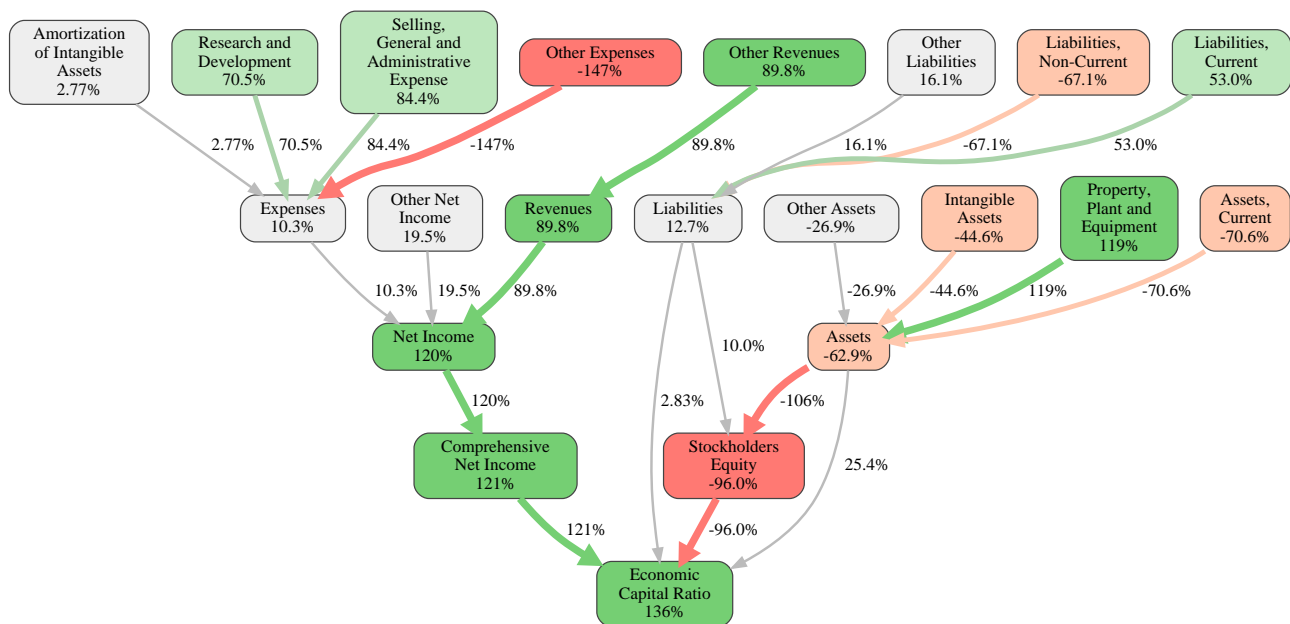 Amortization
of Intangible
Assets
2.77%
Research and
Development
70.5%
Selling,
General and
Administrative
Expense
84.4%
Other Expenses
-147%
Other Revenues
89.8%
Other
Liabilities
16.1%
Liabilities,
Non-Current
-67.1%
Liabilities,
Current
53.0%
2.77%
70.5%
84.4%
-147%
89.8%
16.1%
-67.1%
53.0%
Expenses
10.3%
Other Net
Income
19.5%
Revenues
89.8%
Liabilities
12.7%
Other Assets
-26.9%
Intangible
Assets
-44.6%
Property,
Plant and
Equipment
119%
Assets,
Current
-70.6%
10.3%
19.5%
89.8%
-26.9%
-44.6%
119%
-70.6%
Net Income
120%
10.0%
Assets
-62.9%
120%
2.83%
-106%
Comprehensive
Net Income
121%
Stockholders
Equity
-96.0%
25.4%
121%
-96.0%
Economic
Capital Ratio
136%